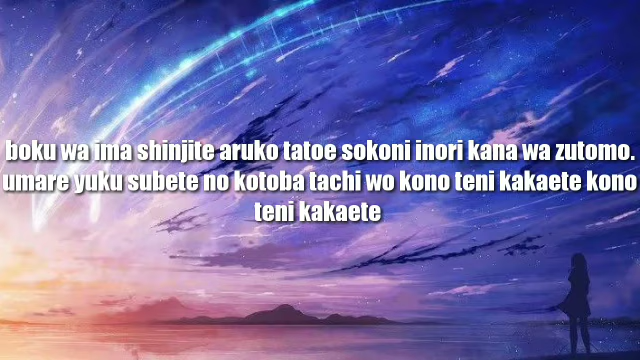 boku wa ima shinjite aruko tatoe sokoni inori kana wa zutomo.
umare yuku subete no kotoba tachi wo kono teni kakaete kono
teni kakaete